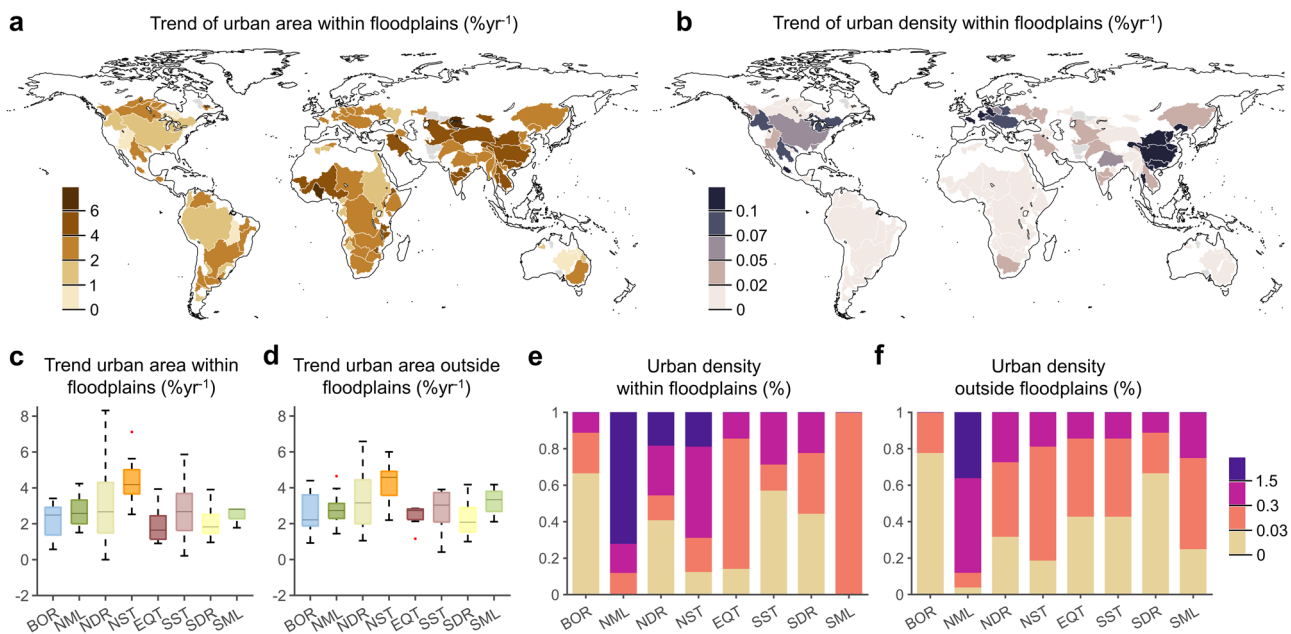 a Trend of urban area within floodplains (%yr⁻¹)
6
4
2
1
0
b Trend of urban density within floodplains (%yr⁻¹)
0.1
0.07
0.05
0.02
0
c Trend urban area within
floodplains (%yr⁻¹)
8
6
4
2
0
-2
BOR NML NDR NST EQT SST SDR SML
d Trend urban area outside
floodplains (%yr⁻¹)
8
6
4
2
0
-2
BOR NML NDR NST EQT SST SDR SML
e Urban density
within floodplains (%)
1
0.8
0.6
0.4
0.2
0
BOR NML NDR NST EQT SST SDR SML
f Urban density
outside floodplains (%)
1
0.8
0.6
0.4
0.2
0
BOR NML NDR NST EQT SST SDR SML
1.5
0.3
0.03
0